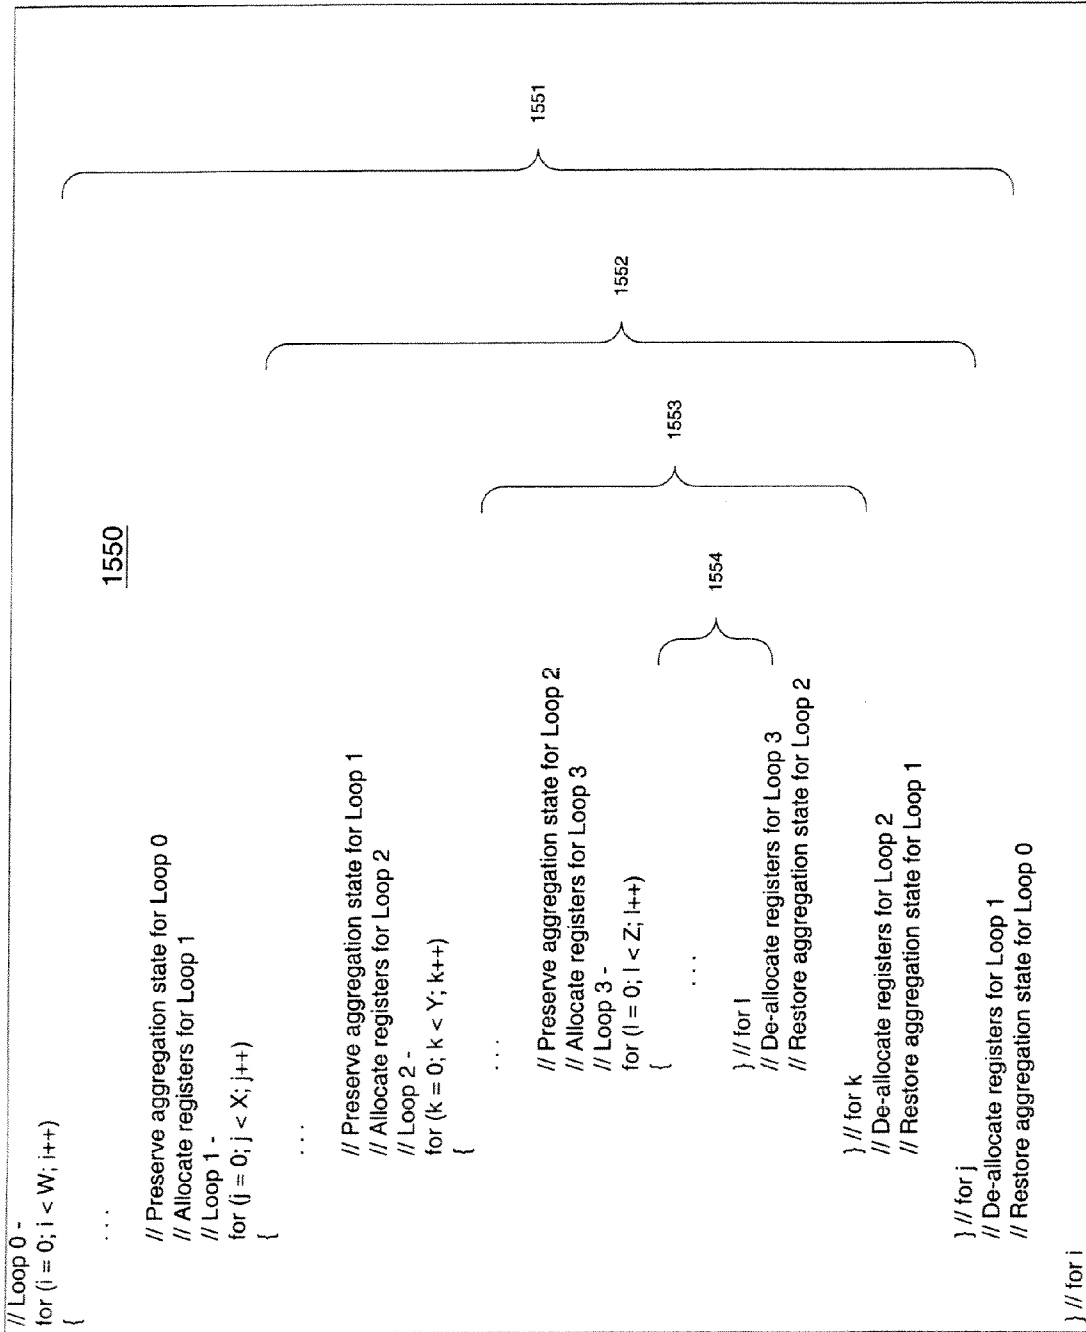 // Loop 0 -
for (i = 0; i < W; i++)
{
. . .
// Preserve aggregation state for Loop 0
// Allocate registers for Loop 1
// Loop 1 -
for (j = 0; j < X; j++)
{
. . .
// Preserve aggregation state for Loop 1
// Allocate registers for Loop 2
// Loop 2 -
for (k = 0; k < Y; k++)
{
. . .
// Preserve aggregation state for Loop 2
// Allocate registers for Loop 3
// Loop 3 -
for (l = 0; l < Z; l++)
{
. . .
} // for l
// De-allocate registers for Loop 3
// Restore aggregation state for Loop 2
} // for k
// De-allocate registers for Loop 2
// Restore aggregation state for Loop 1
} // for j
// De-allocate registers for Loop 1
// Restore aggregation state for Loop 0
} // for i
1550
1554
1553
1552
1551